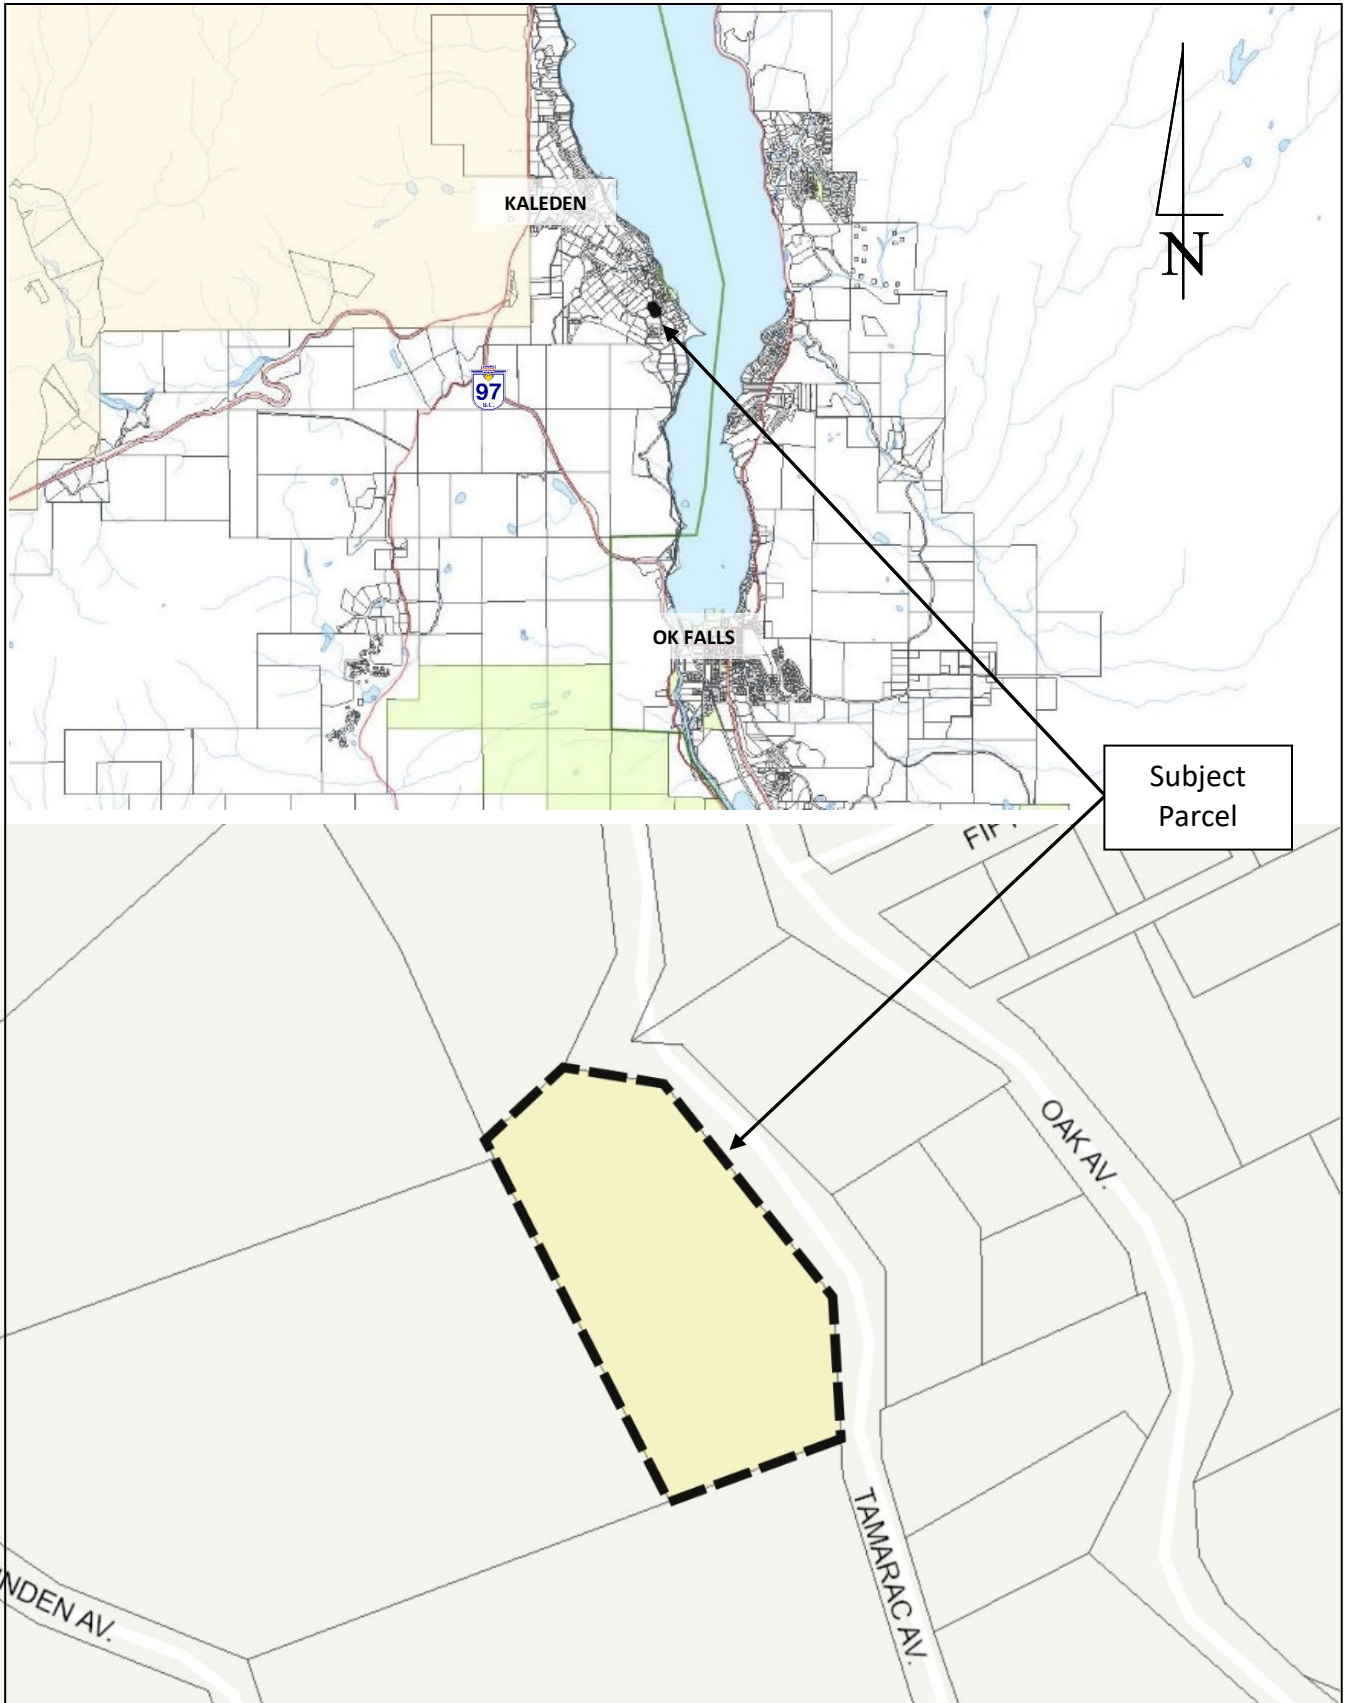 KALEDEN
N
97
B.C.
OK FALLS
Subject
Parcel
OAK AV.
TAMARAC AV.
NDEN AV.